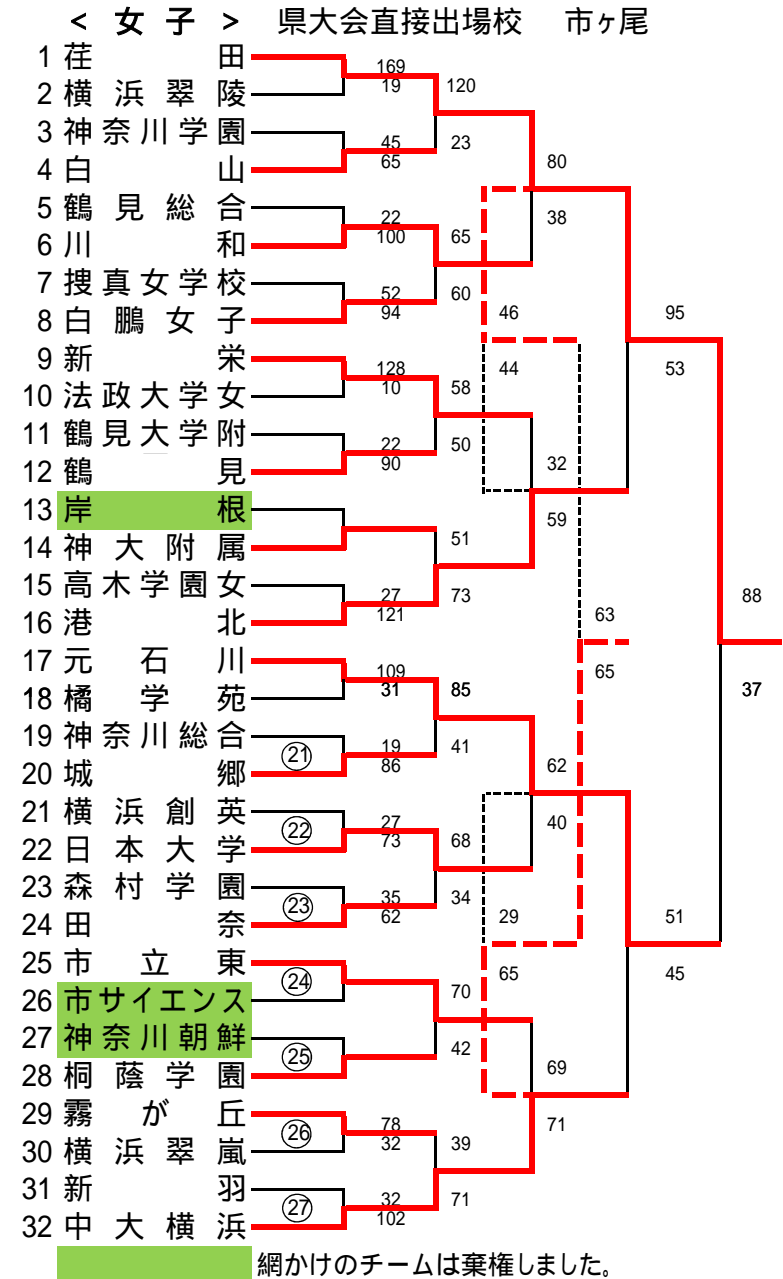 < 女 子 > 県大会直接出場校 市ヶ尾
1 荏田
2 横浜翠陵
3 神奈川学園
4 白山
5 鶴見総合
6 川和
7 捜真女学校
8 白鵬女子
9 新栄
10 法政大学女
11 鶴見大学附
12 鶴見
13 岸根
14 神大附属
15 高木学園女
16 港北
17 元石川
18 橘学苑
19 神奈川総合
20 城郷
21 横浜創英
22 日本大学
23 森村学園
24 田奈
25 市立東
26 市サイエンス
27 神奈川朝鮮
28 桐蔭学園
29 霧が丘
30 横浜翠嵐
31 新羽
32 中大横浜
㉑
㉒
㉓
㉔
㉕
㉖
㉗
169
19
45
65
22
100
52
94
128
10
22
90
27
121
109
31
19
86
27
73
35
62
78
32
32
102
120
23
65
60
58
50
51
73
85
41
68
34
70
42
39
71
46
44
29
65
80
38
32
59
62
40
69
71
63
65
95
53
51
45
88
37
網かけのチームは棄権しました。